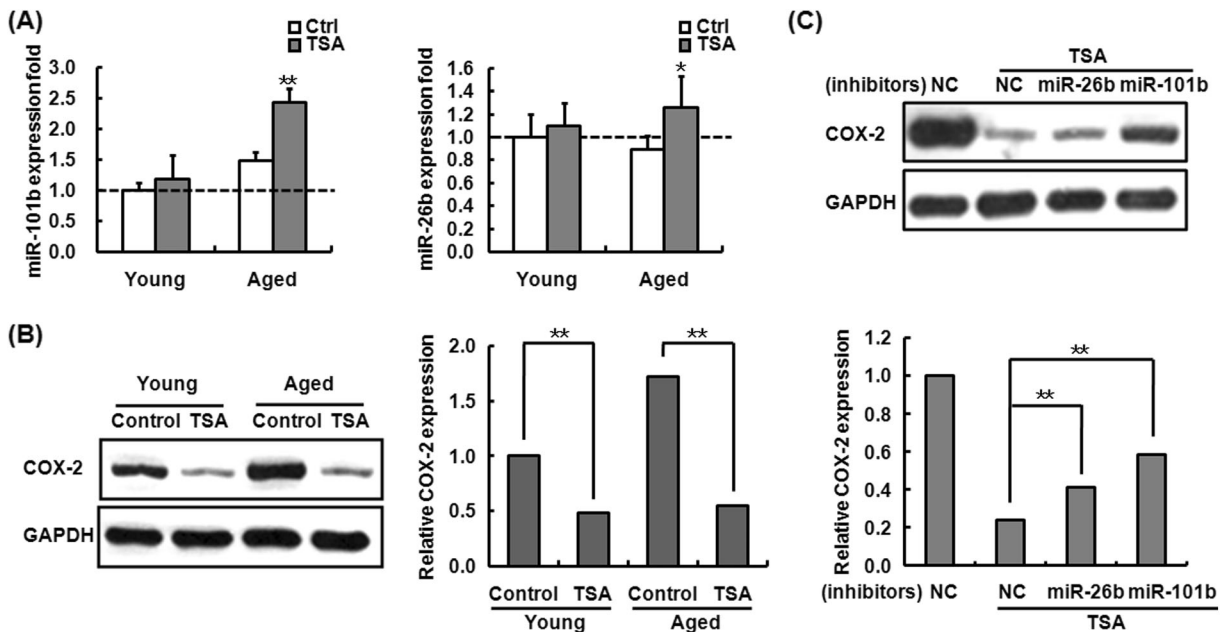 (A)
Ctrl
TSA
miR-101b expression fold
3.0
2.5
2.0
1.5
1.0
0.5
0.0
**
Young Aged
Ctrl
TSA
miR-26b expression fold
1.6
1.4
1.2
1.0
0.8
0.6
0.4
0.2
0.0
*
Young Aged
(C)
TSA
(inhibitors) NC NC miR-26b miR-101b
COX-2
GAPDH
(B)
Young Aged
Control TSA Control TSA
COX-2
GAPDH
Relative COX-2 expression
2.0
1.5
1.0
0.5
0.0
** **
Control TSA Control TSA
Young Aged
Relative COX-2 expression
1.2
1.0
0.8
0.6
0.4
0.2
0.0
**
**
(inhibitors) NC NC miR-26b miR-101b
TSA